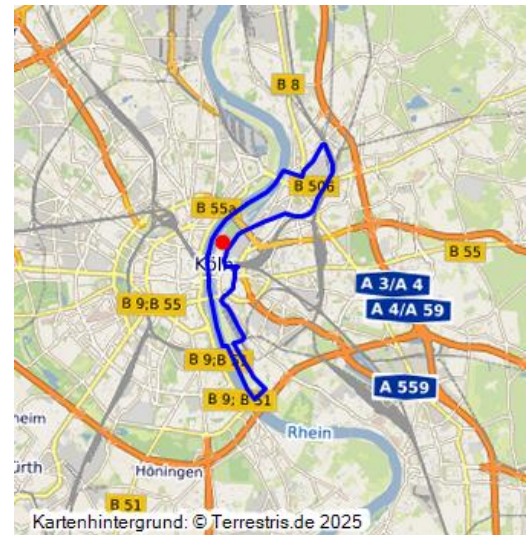 B 8
B 506
B 55a
B 55
Köln
A 3/A 4
A 4/A 59
B 9;B 55
B 9;B
A 559
B 9; B 51
Rhein
heim
Höningen
ürth
B 51
Kartenhintergrund: © Terrestris.de 2025